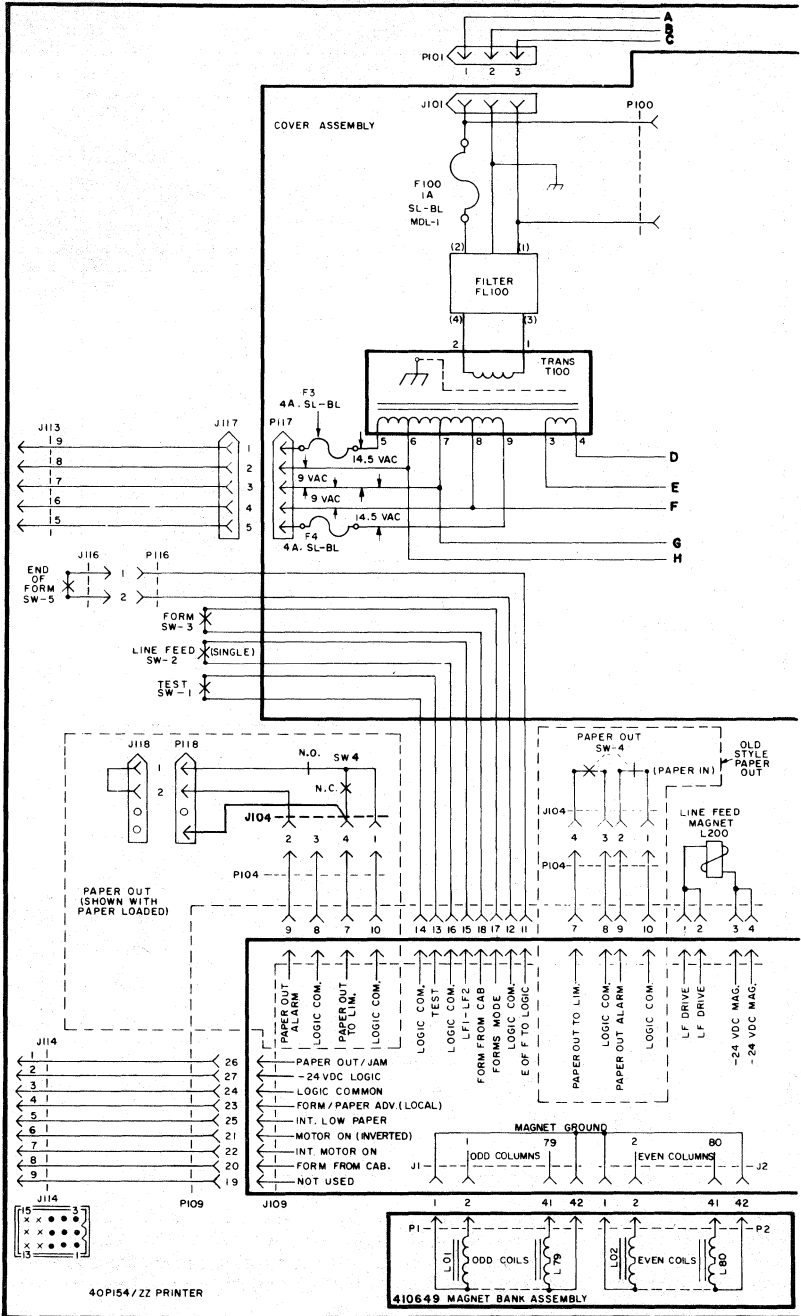 A
B
C
P101
1 2 3
J101
P100
COVER ASSEMBLY
F100
1A
SL-BL
MDL-1
(2) (1)
FILTER
FL100
(4) (3)
2 1
TRANS
T100
F3
4A. SL-BL
J113
J117
P117
5 6 7 8 9 3 4
9 1
8 2
7 3
6 4
5 5
14.5 VAC
9 VAC
9 VAC
14.5 VAC
F4
4A. SL-BL
D
E
F
G
H
J116
P116
END
OF
FORM
SW-5
1
2
FORM
SW-3
LINE FEED
SW-2
(SINGLE)
TEST
SW-1
J118
P118
1
2
N.O.
SW4
N.C.
J104
2 3 4 1
P104
PAPER OUT
(SHOWN WITH
PAPER LOADED)
PAPER OUT
SW-4
(PAPER IN)
OLD
STYLE
PAPER
OUT
J104
4 3 2 1
P104
LINE FEED
MAGNET
L200
9 8 7 10 14 13 16 15 18 17 12 11 7 8 9 10 1 2 3 4
PAPER OUT
ALARM
LOGIC COM.
PAPER OUT
TO LIM.
LOGIC COM.
LOGIC COM.
TEST
LOGIC COM.
LF1-LF2
FORM FROM CAB
FORMS MODE
LOGIC COM.
E OF F TO LOGIC
PAPER OUT TO LIM.
LOGIC COM.
PAPER OUT ALARM
LOGIC COM.
LF DRIVE
LF DRIVE
-24 VDC MAG.
-24 VDC MAG.
J114
1 26 PAPER OUT/JAM
2 27 -24 VDC LOGIC
3 24 LOGIC COMMON
4 23 FORM/PAPER ADV.(LOCAL)
5 25 INT. LOW PAPER
6 21 MOTOR ON (INVERTED)
7 22 INT. MOTOR ON
8 20 FORM FROM CAB.
9 19 NOT USED
J114
P109
J109
MAGNET GROUND
1 79 2 80
ODD COLUMNS
EVEN COLUMNS
J1
J2
1 2 41 42 1 2 41 42
P1
P2
L01
ODD COILS
L79
L02
EVEN COILS
L80
15 3
13 1
40P154/ZZ PRINTER
410649 MAGNET BANK ASSEMBLY